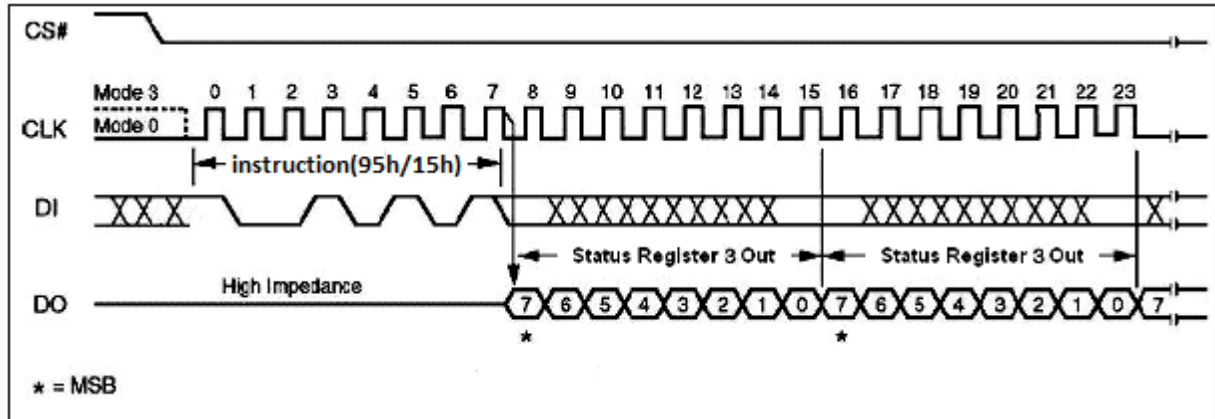 CS#
Mode 3 0 1 2 3 4 5 6 7 8 9 10 11 12 13 14 15 16 17 18 19 20 21 22 23
CLK Mode 0
instruction(95h/15h)
DI
Status Register 3 Out Status Register 3 Out
High Impedance
DO 7 6 5 4 3 2 1 0 7 6 5 4 3 2 1 0 7
* *
* = MSB